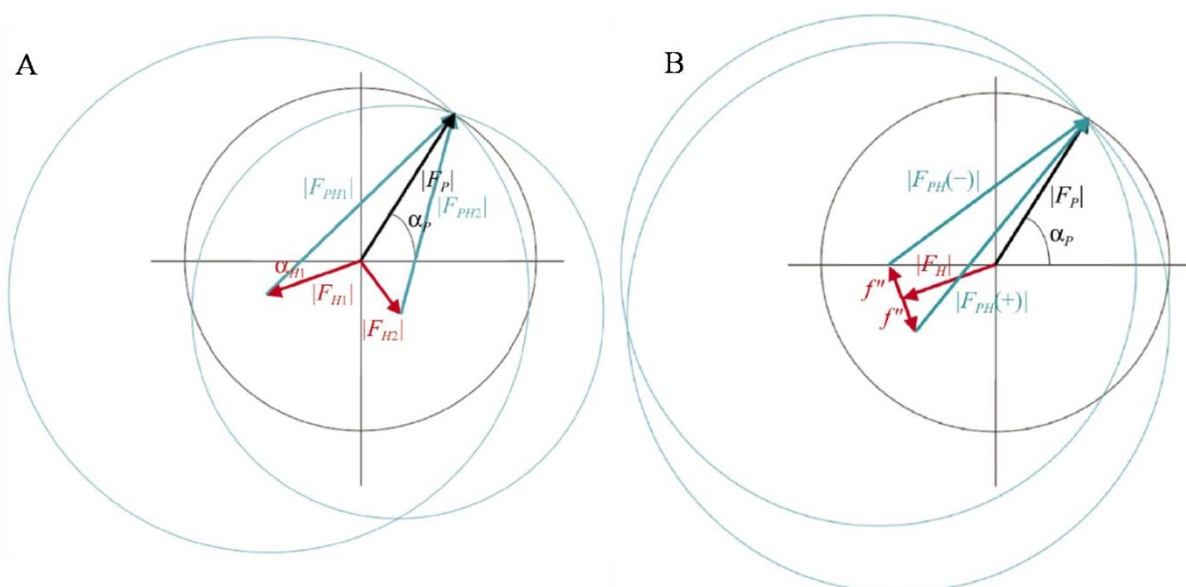 A
|F_PH1|
|F_P|
|F_PH2|
α_P
α_H1
|F_H1|
|F_H2|
B
|F_PH(−)|
|F_P|
α_P
|F_H|
f″
f″
|F_PH(+)|